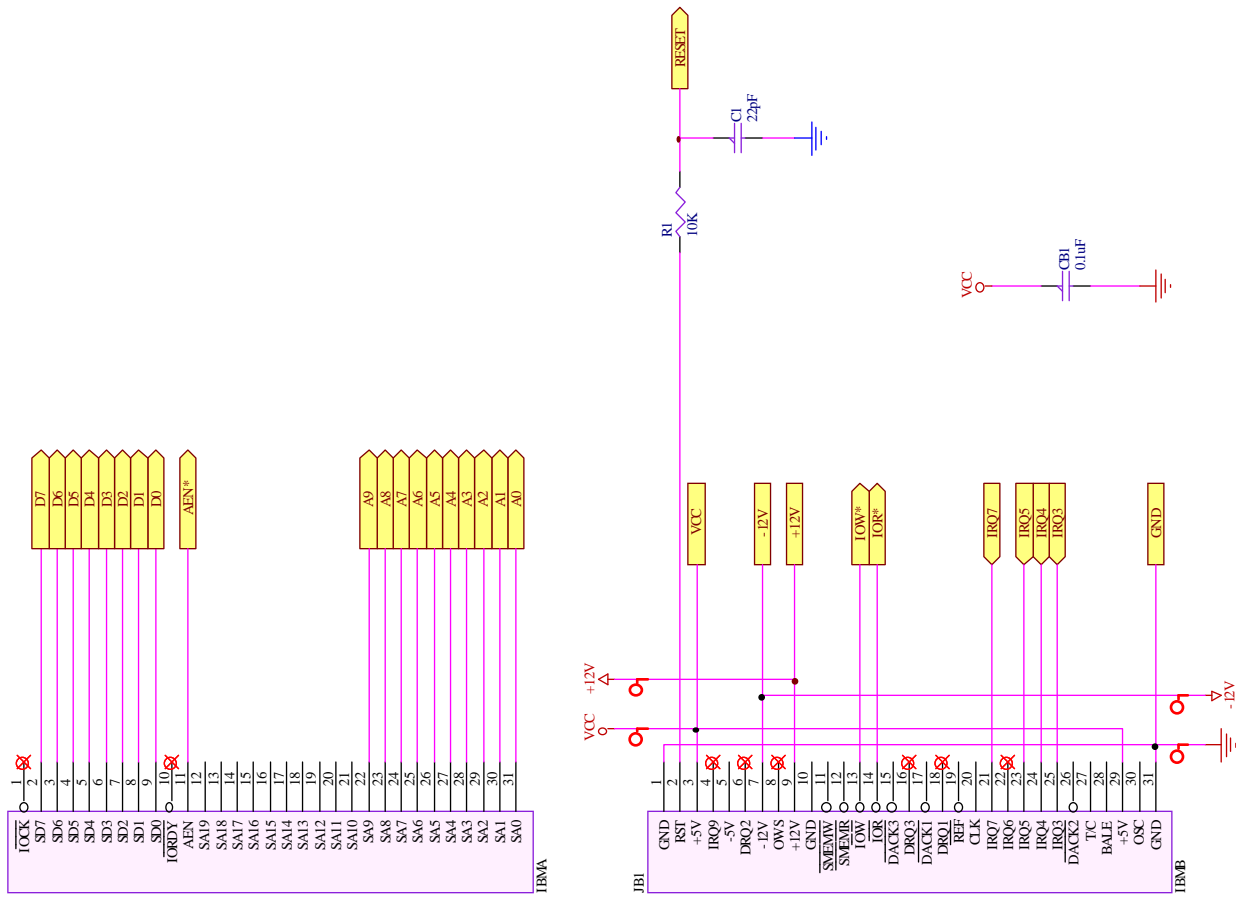 RESET
C1
22pF
R1
10K
VCC
CB1
0.1uF
D7
D6
D5
D4
D3
D2
D1
D0
AEN*
A9
A8
A7
A6
A5
A4
A3
A2
A1
A0
VCC
-12V
+12V
IOW*
IOR*
IRQ7
IRQ5
IRQ4
IRQ3
GND
+12V
VCC
-12V
1
2
3
4
5
6
7
8
9
10
11
12
13
14
15
16
17
18
19
20
21
22
23
24
25
26
27
28
29
30
31
IOCK
SD7
SD6
SD5
SD4
SD3
SD2
SD1
SD0
IORDY
AEN
SA19
SA18
SA17
SA16
SA15
SA14
SA13
SA12
SA11
SA10
SA9
SA8
SA7
SA6
SA5
SA4
SA3
SA2
SA1
SA0
IBMA
1
2
3
4
5
6
7
8
9
10
11
12
13
14
15
16
17
18
19
20
21
22
23
24
25
26
27
28
29
30
31
JB1
GND
RST
+5V
IRQ9
-5V
DRQ2
-12V
OWS
+12V
GND
SMEMW
SMEMR
IOW
IOR
DACK3
DRQ3
DACK1
DRQ1
REF
CLK
IRQ7
IRQ6
IRQ5
IRQ4
IRQ3
DACK2
T/C
BALE
+5V
OSC
GND
IBMB